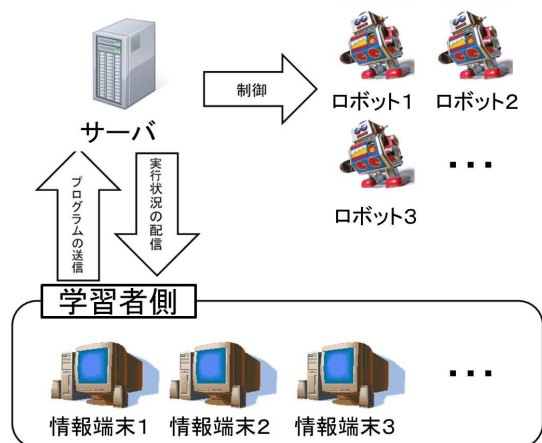 サーバ
制御
ロボット1
ロボット2
ロボット3
・・・
プログラムの送信
実行状況の配信
学習者側
情報端末1
情報端末2
情報端末3
・・・